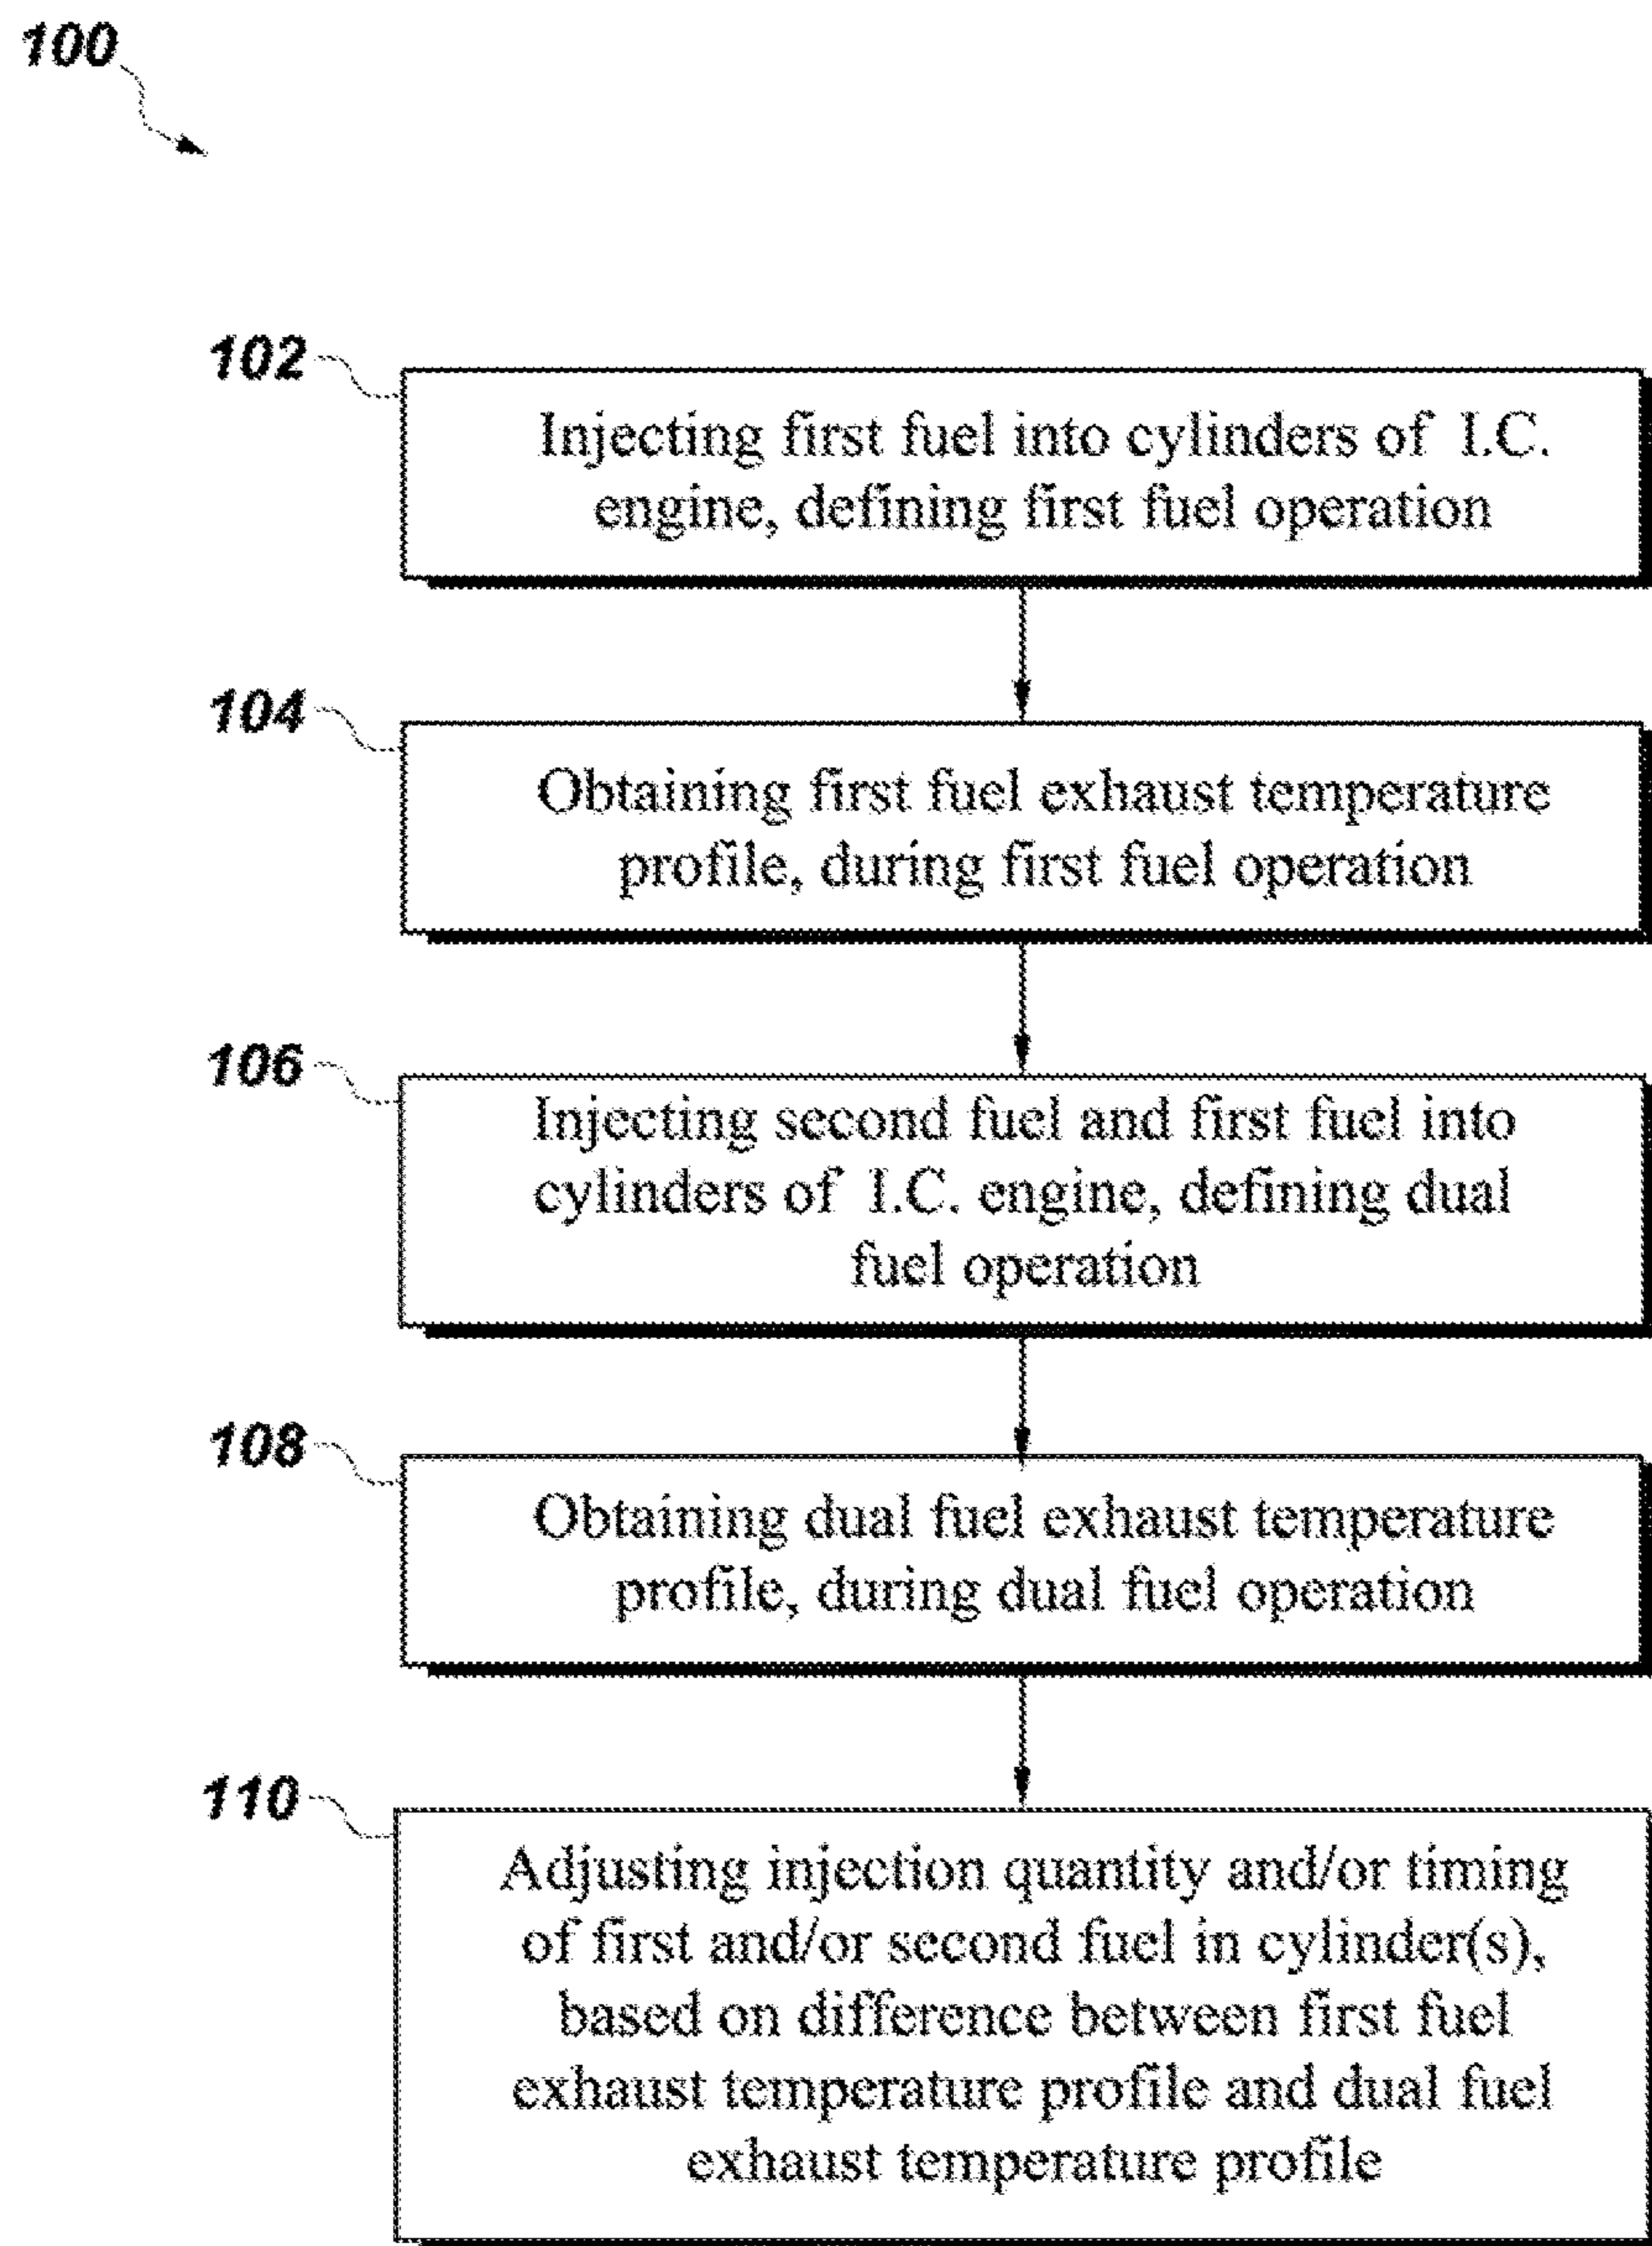 100
102
Injecting first fuel into cylinders of I.C.
engine, defining first fuel operation
104
Obtaining first fuel exhaust temperature
profile, during first fuel operation
106
Injecting second fuel and first fuel into
cylinders of I.C. engine, defining dual
fuel operation
108
Obtaining dual fuel exhaust temperature
profile, during dual fuel operation
110
Adjusting injection quantity and/or timing
of first and/or second fuel in cylinder(s),
based on difference between first fuel
exhaust temperature profile and dual fuel
exhaust temperature profile